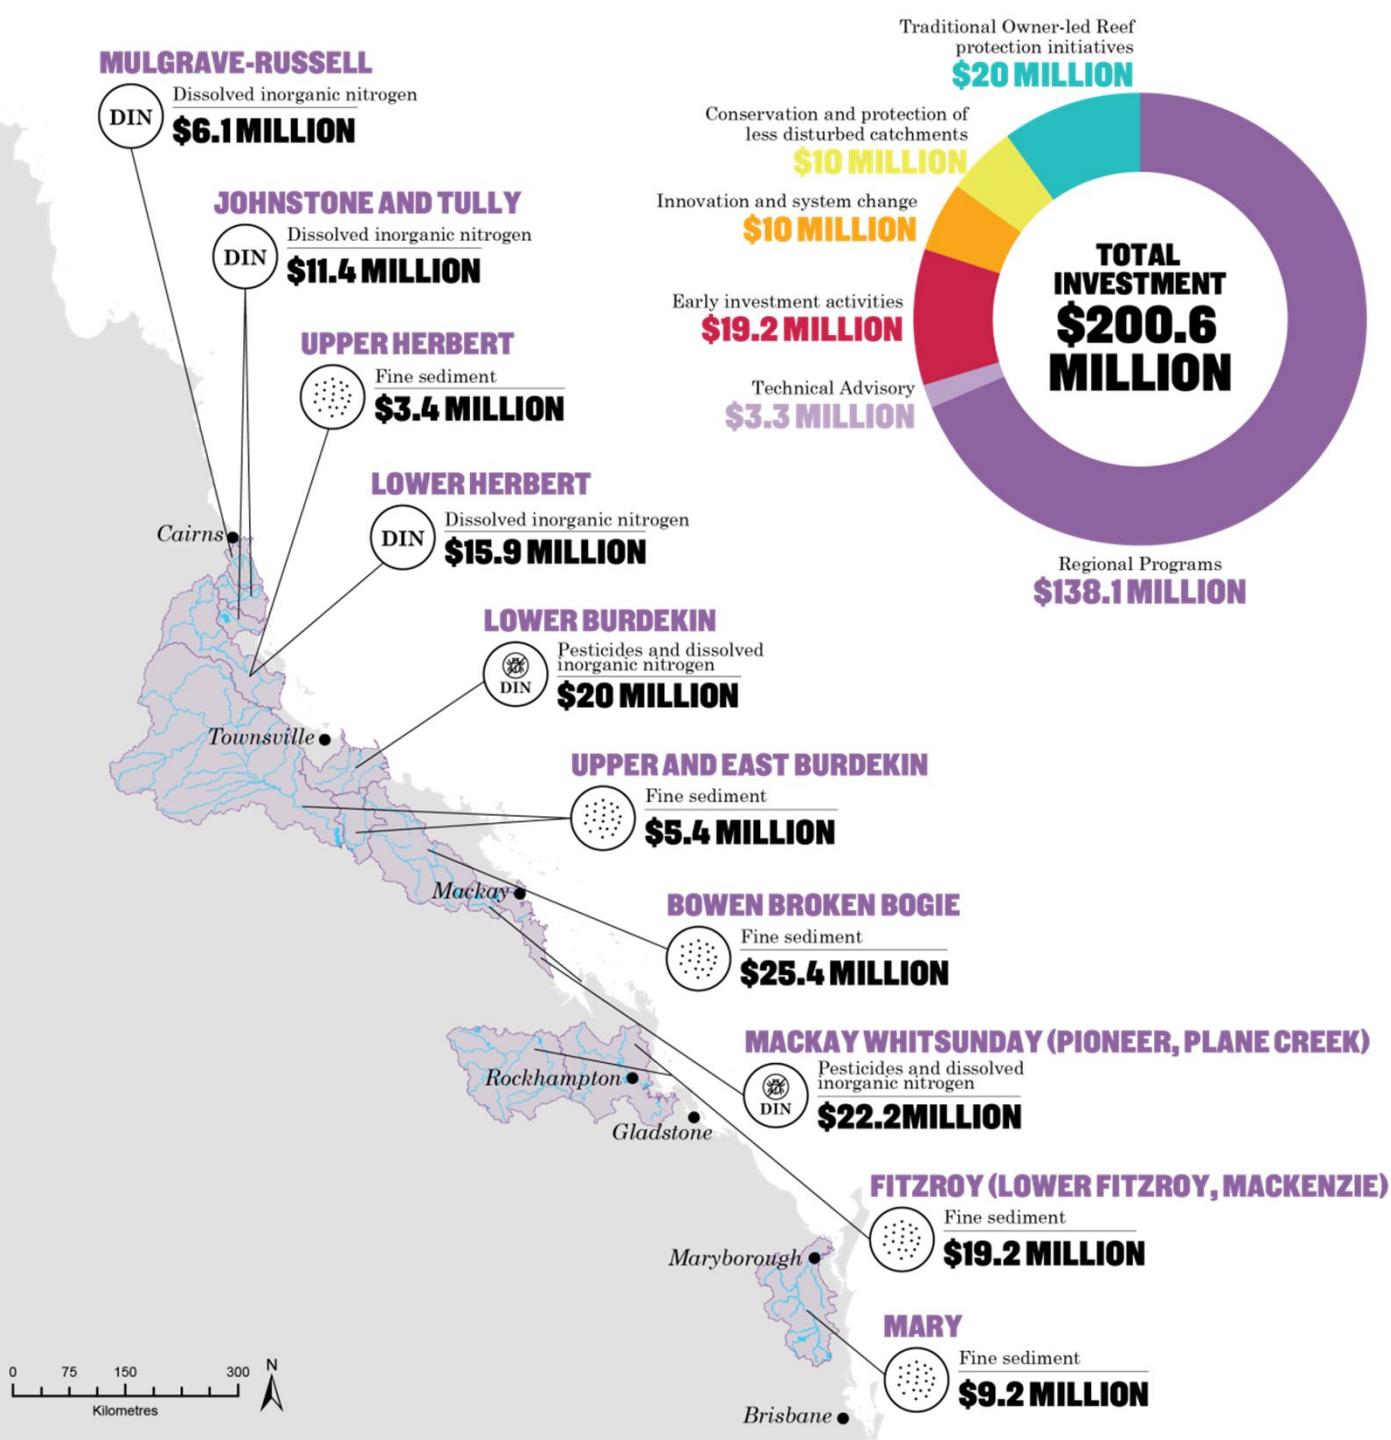 MULGRAVE-RUSSELL
DIN
Dissolved inorganic nitrogen
$6.1 MILLION
JOHNSTONE AND TULLY
DIN
Dissolved inorganic nitrogen
$11.4 MILLION
UPPER HERBERT
Fine sediment
$3.4 MILLION
LOWER HERBERT
DIN
Dissolved inorganic nitrogen
$15.9 MILLION
LOWER BURDEKIN
DIN
Pesticides and dissolved
inorganic nitrogen
$20 MILLION
UPPER AND EAST BURDEKIN
Fine sediment
$5.4 MILLION
BOWEN BROKEN BOGIE
Fine sediment
$25.4 MILLION
MACKAY WHITSUNDAY (PIONEER, PLANE CREEK)
DIN
Pesticides and dissolved
inorganic nitrogen
$22.2 MILLION
FITZROY (LOWER FITZROY, MACKENZIE)
Fine sediment
$19.2 MILLION
MARY
Fine sediment
$9.2 MILLION
Traditional Owner-led Reef
protection initiatives
$20 MILLION
Conservation and protection of
less disturbed catchments
$10 MILLION
Innovation and system change
$10 MILLION
Early investment activities
$19.2 MILLION
Technical Advisory
$3.3 MILLION
TOTAL
INVESTMENT
$200.6
MILLION
Regional Programs
$138.1 MILLION
Cairns
Townsville
Mackay
Rockhampton
Gladstone
Maryborough
Brisbane
0 75 150 300
Kilometres
N